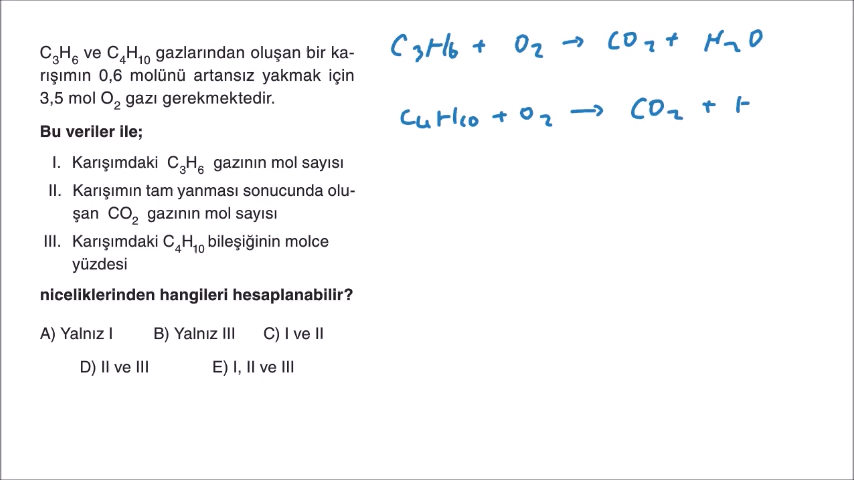 C₃H₆ ve C₄H₁₀ gazlarından oluşan bir ka-
rışımın 0,6 molünü artansız yakmak için
3,5 mol O₂ gazı gerekmektedir.
Bu veriler ile;
I. Karışımdaki C₃H₆ gazının mol sayısı
II. Karışımın tam yanması sonucunda olu-
şan CO₂ gazının mol sayısı
III. Karışımdaki C₄H₁₀ bileşiğinin molce
yüzdesi
niceliklerinden hangileri hesaplanabilir?
A) Yalnız I B) Yalnız III C) I ve II
D) II ve III E) I, II ve III
C₃H₆ + O₂ → CO₂ + H₂O
C₄H₁₀ + O₂ → CO₂ + H